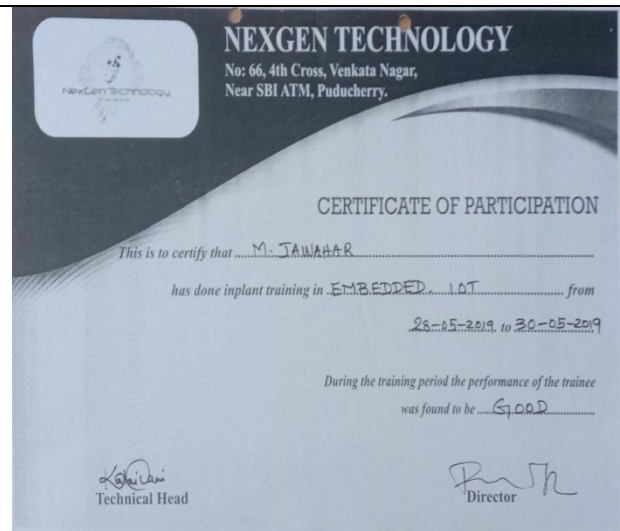 NEXGEN TECHNOLOGY
No: 66, 4th Cross, Venkata Nagar,
Near SBI ATM, Puducherry.
NexGen Technology
CERTIFICATE OF PARTICIPATION
This is to certify that M. JAWAHAR
has done inplant training in EMBEDDED, IOT from
28-05-2019 to 30-05-2019
During the training period the performance of the trainee
was found to be GOOD
Technical Head
Director